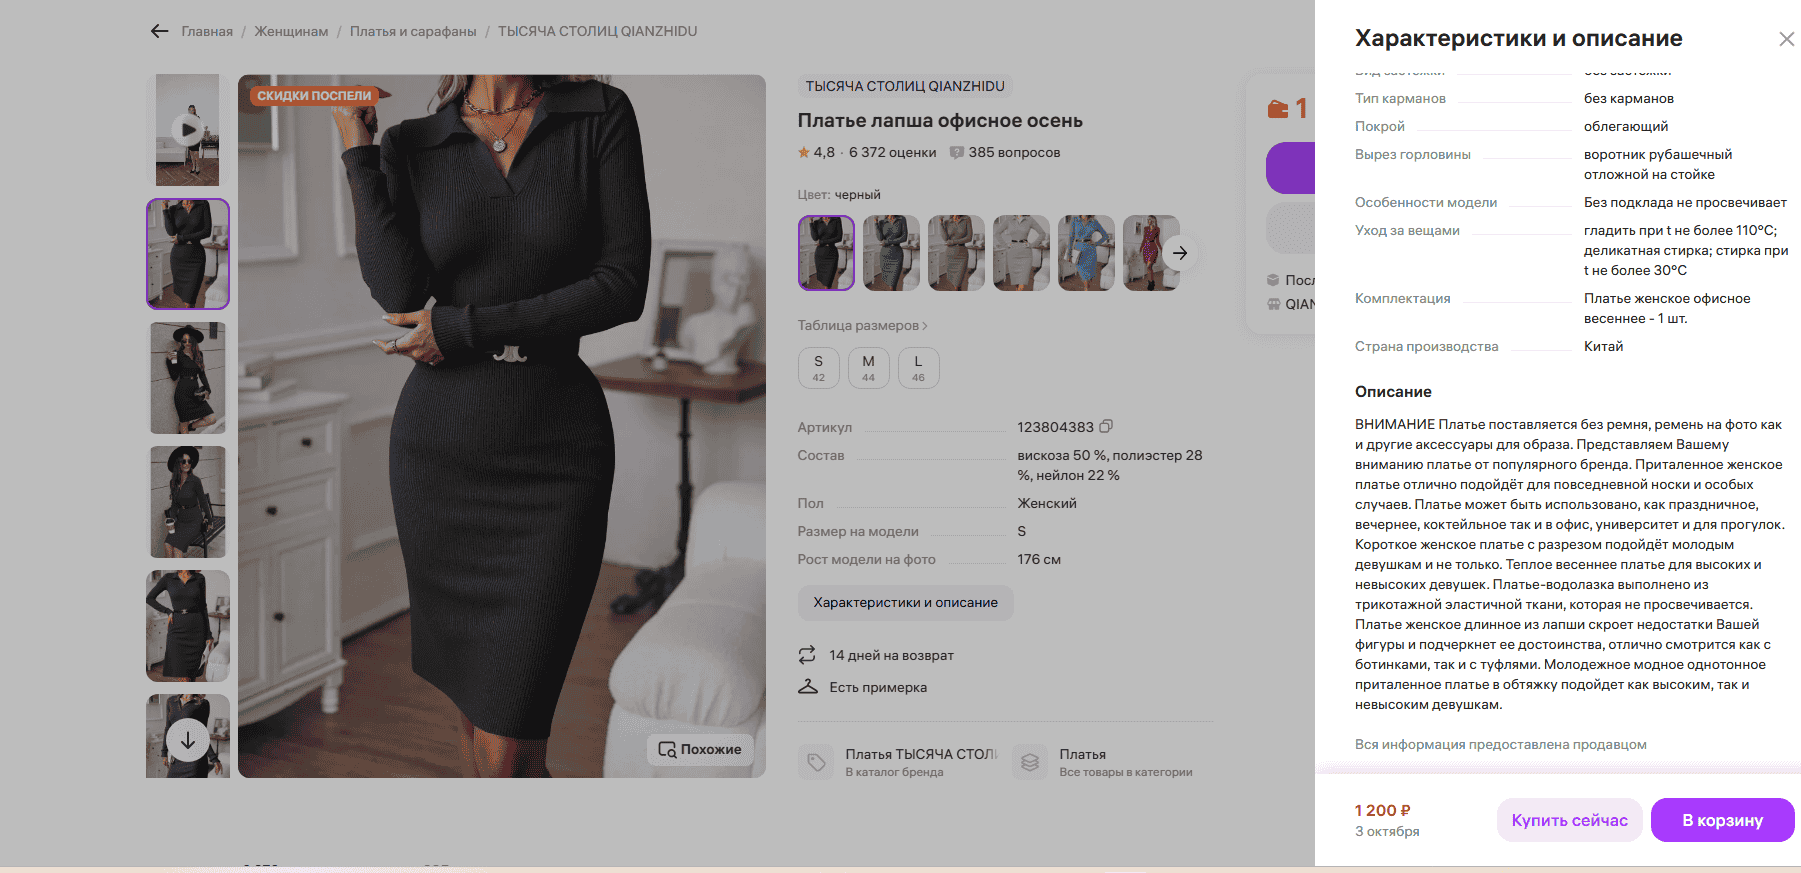 Главная / Женщинам / Платья и сарафаны / ТЫСЯЧА СТОЛИЦ QIANZHIDU
СКИДКИ ПОСПЕЛИ
Похожие
ТЫСЯЧА СТОЛИЦ QIANZHIDU
Платье лапша офисное осень
4,8 · 6 372 оценки 385 вопросов
Цвет: черный
Таблица размеров
S M L
42 44 46
Артикул 123804383
Состав вискоза 50 %, полиэстер 28
%, нейлон 22 %
Пол Женский
Размер на модели S
Рост модели на фото 176 см
Характеристики и описание
14 дней на возврат
Есть примерка
Платья ТЫСЯЧА СТОЛ
В каталог бренда
Платья
Все товары в категории
1
Посл
QIAN
Характеристики и описание
Вид застежки без застежки
Тип карманов без карманов
Покрой облегающий
Вырез горловины воротник рубашечный
отложной на стойке
Особенности модели Без подклада не просвечивает
Уход за вещами гладить при t не более 110°C;
деликатная стирка; стирка при
t не более 30°C
Комплектация Платье женское офисное
весеннее - 1 шт.
Страна производства Китай
Описание
ВНИМАНИЕ Платье поставляется без ремня, ремень на фото как
и другие аксессуары для образа. Представляем Вашему
вниманию платье от популярного бренда. Приталенное женское
платье отлично подойдёт для повседневной носки и особых
случаев. Платье может быть использовано, как праздничное,
вечернее, коктейльное так и в офис, университет и для прогулок.
Короткое женское платье с разрезом подойдёт молодым
девушкам и не только. Теплое весеннее платье для высоких и
невысоких девушек. Платье-водолазка выполнено из
трикотажной эластичной ткани, которая не просвечивается.
Платье женское длинное из лапши скроет недостатки Вашей
фигуры и подчеркнет ее достоинства, отлично смотрится как с
ботинками, так и с туфлями. Молодежное модное однотонное
приталенное платье в обтяжку подойдет как высоким, так и
невысоким девушкам.
Вся информация предоставлена продавцом
1 200 ₽
3 октября
Купить сейчас
В корзину